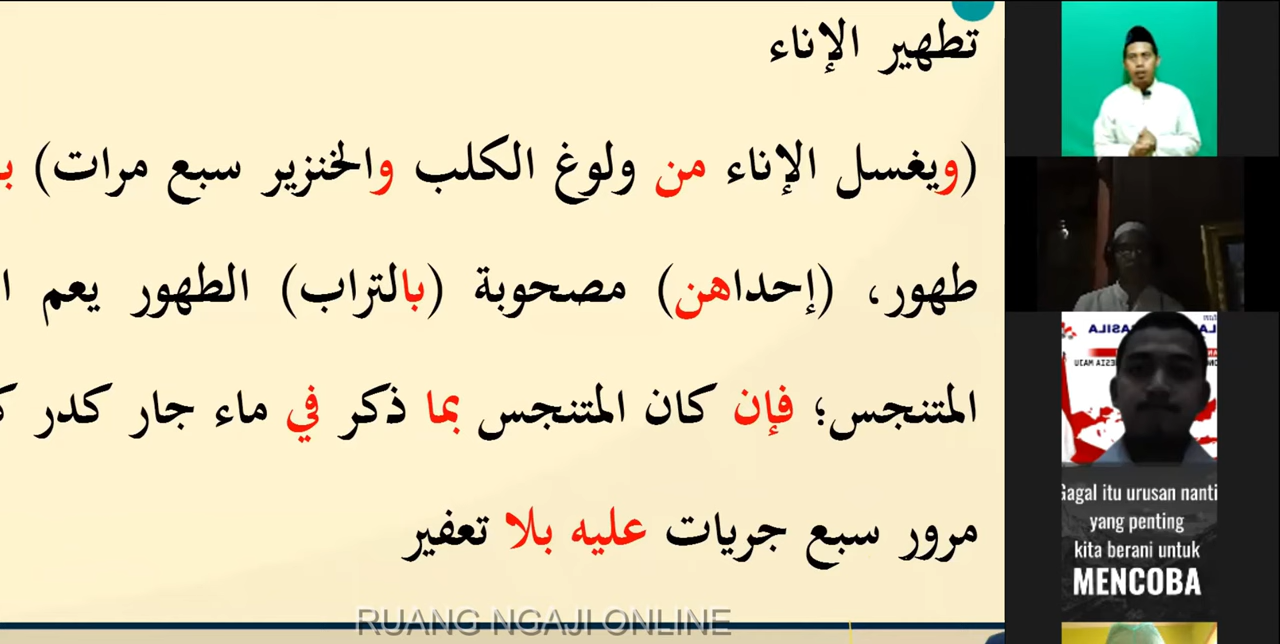 تطهير الإناء
(ويغسل الإناء من ولوغ الكلب والخنزير سبع مرات)
طهور، (إحداهن) مصحوبة (بالتراب) الطهور يعم
المتنجس؛ فإن كان المتنجس بما ذكر في ماء جار كدر
مرور سبع جريات عليه بلا تعفير
RUANG NGAJI ONLINE
Gagal itu urusan nanti
yang penting
kita berani untuk
MENCOBA